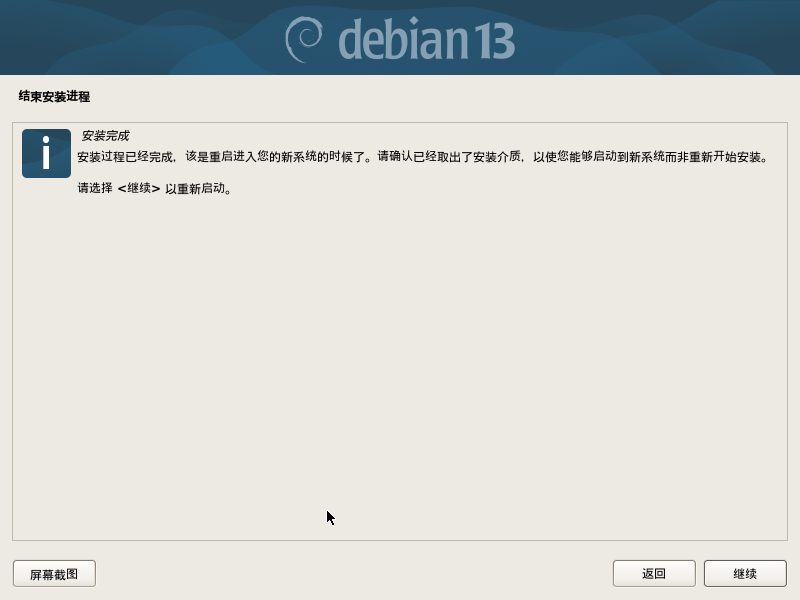 debian 13
结束安装进程
安装完成
安装过程已经完成，该是重启进入您的新系统的时候了。请确认已经取出了安装介质，以使您能够启动到新系统而非重新开始安装。
请选择 <继续> 以重新启动。
屏幕截图
返回
继续